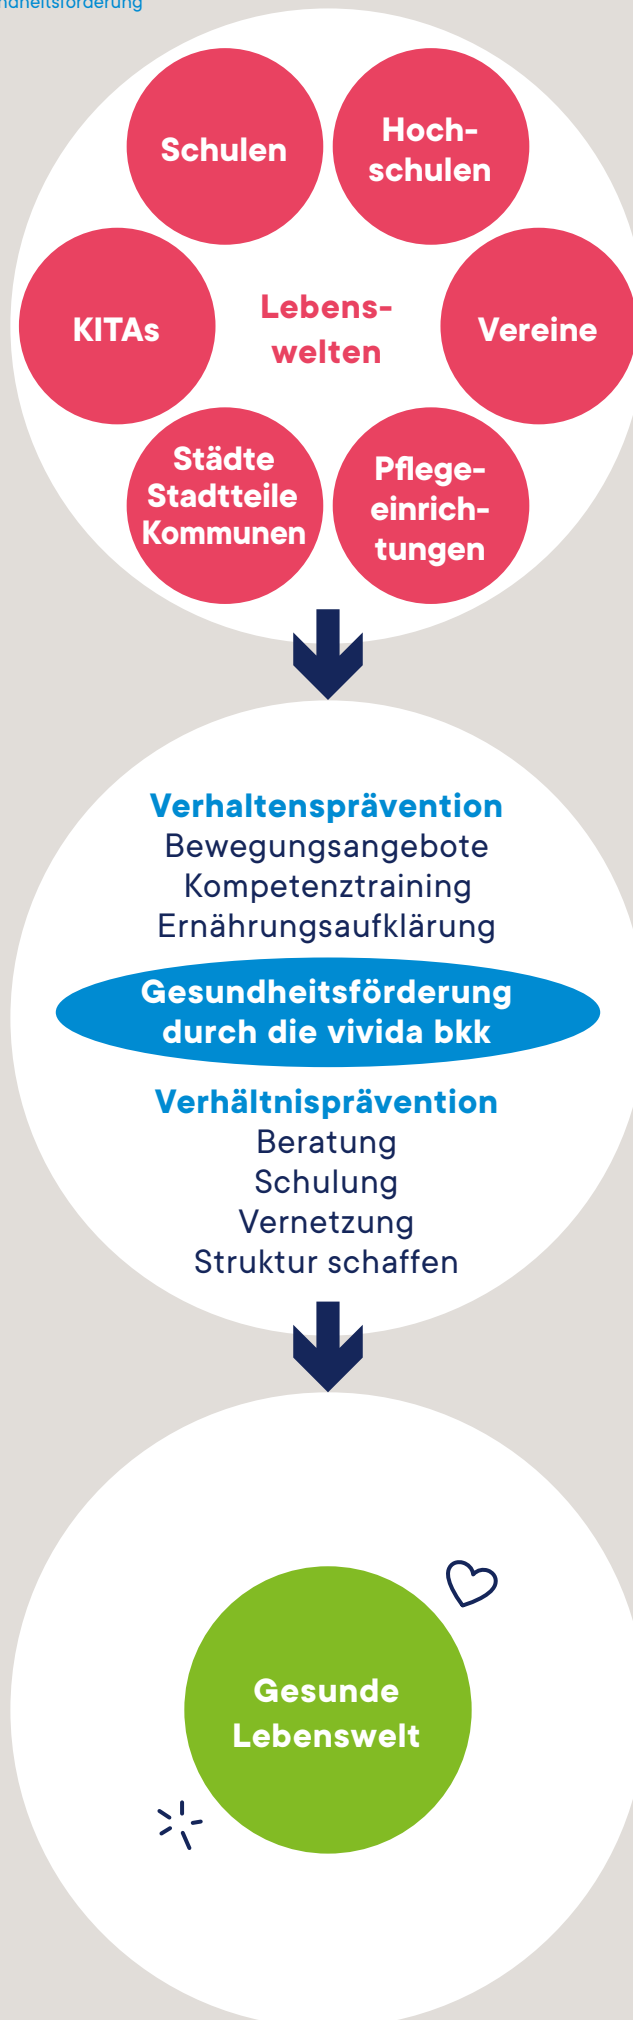 Schulen
Hoch-
schulen
KITAs
Lebens-
welten
Vereine
Städte
Stadtteile
Kommunen
Pflege-
einrich-
tungen
Verhaltensprävention
Bewegungsangebote
Kompetenztraining
Ernährungsaufklärung
Gesundheitsförderung
durch die vivida bkk
Verhältnisprävention
Beratung
Schulung
Vernetzung
Struktur schaffen
Gesunde
Lebenswelt